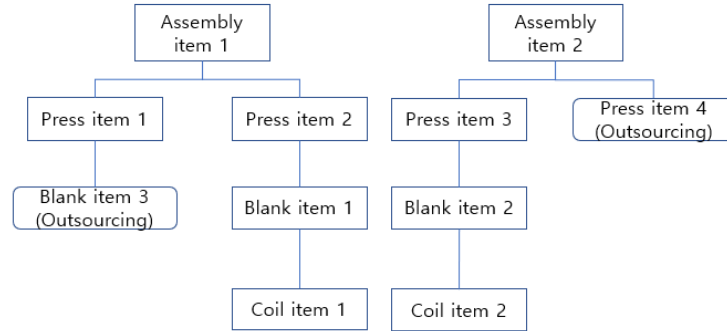 Assembly
item 1
Assembly
item 2
Press item 1
Press item 2
Press item 3
Press item 4
(Outsourcing)
Blank item 3
(Outsourcing)
Blank item 1
Blank item 2
Coil item 1
Coil item 2